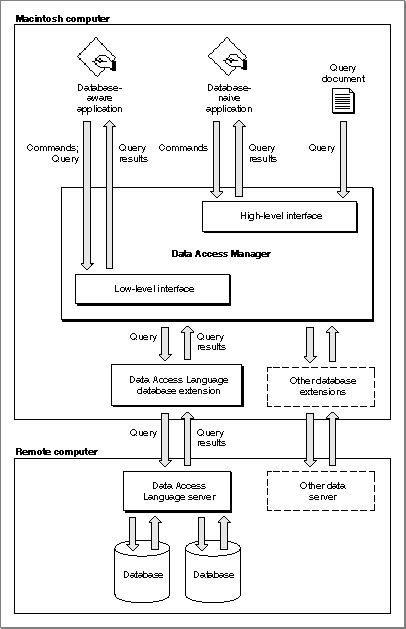 Macintosh computer
Database-
aware
application
Database-
naive
application
Query
document
Commands;
Query
Query
results
Commands
Query
results
Query
High-level interface
Data Access Manager
Low-level interface
Query
Query
results
Data Access Language
database extension
Other database
extensions
Query
Query
results
Remote computer
Data Access
Language server
Other data
server
Database
Database